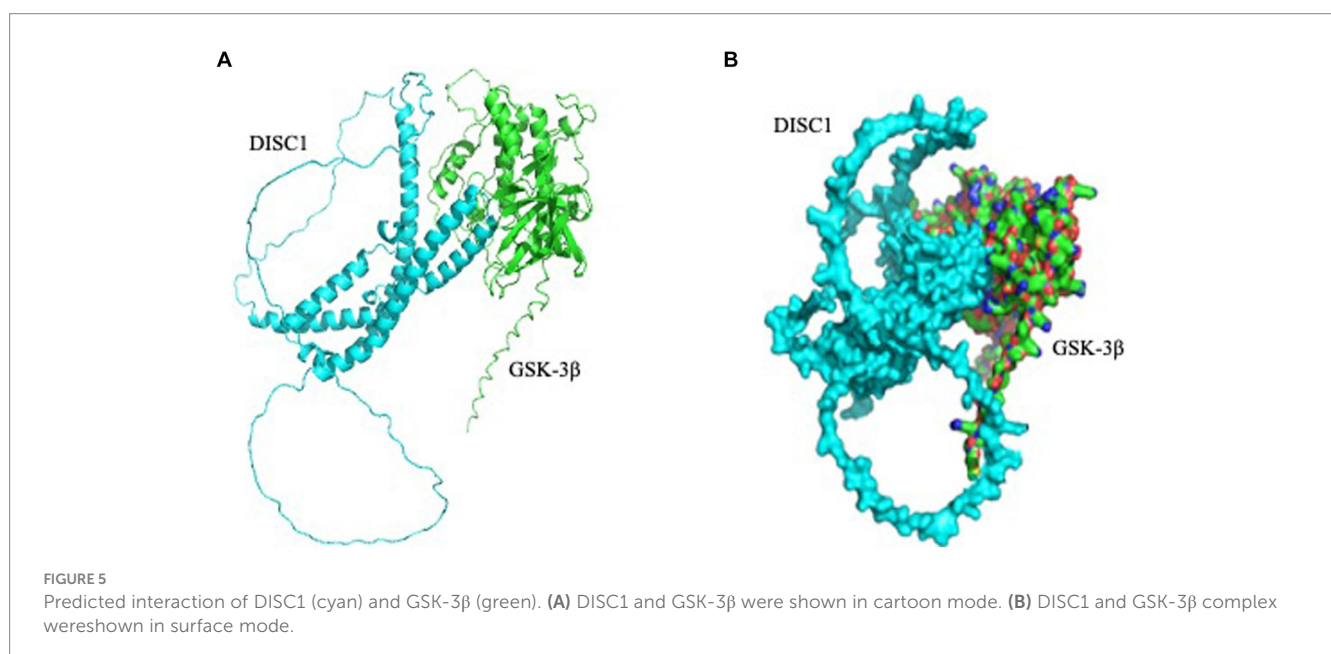 A
B
DISC1
GSK-3β
DISC1
GSK-3β
FIGURE 5
Predicted interaction of DISC1 (cyan) and GSK-3β (green). (A) DISC1 and GSK-3β were shown in cartoon mode. (B) DISC1 and GSK-3β complex
wereshown in surface mode.